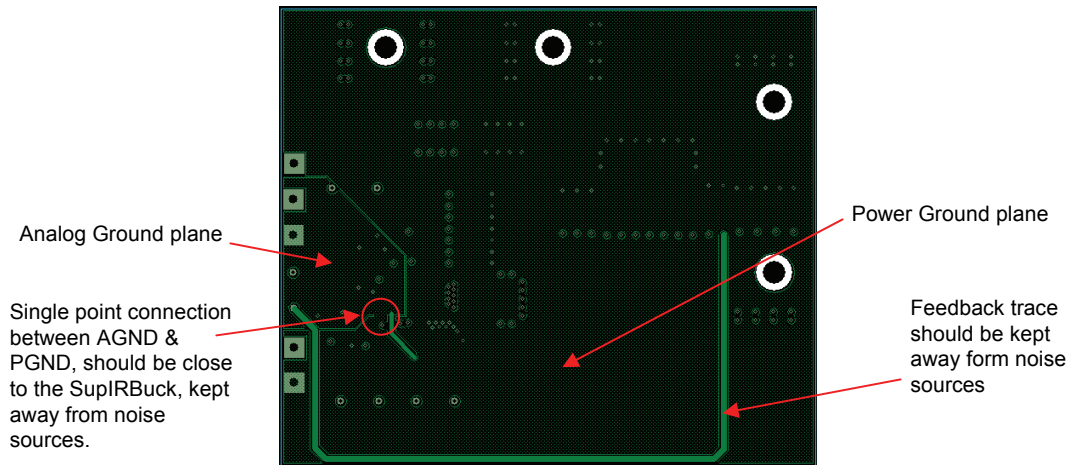 Analog Ground plane
Single point connection
between AGND &
PGND, should be close
to the SupIRBuck, kept
away from noise
sources.
Power Ground plane
Feedback trace
should be kept
away form noise
sources